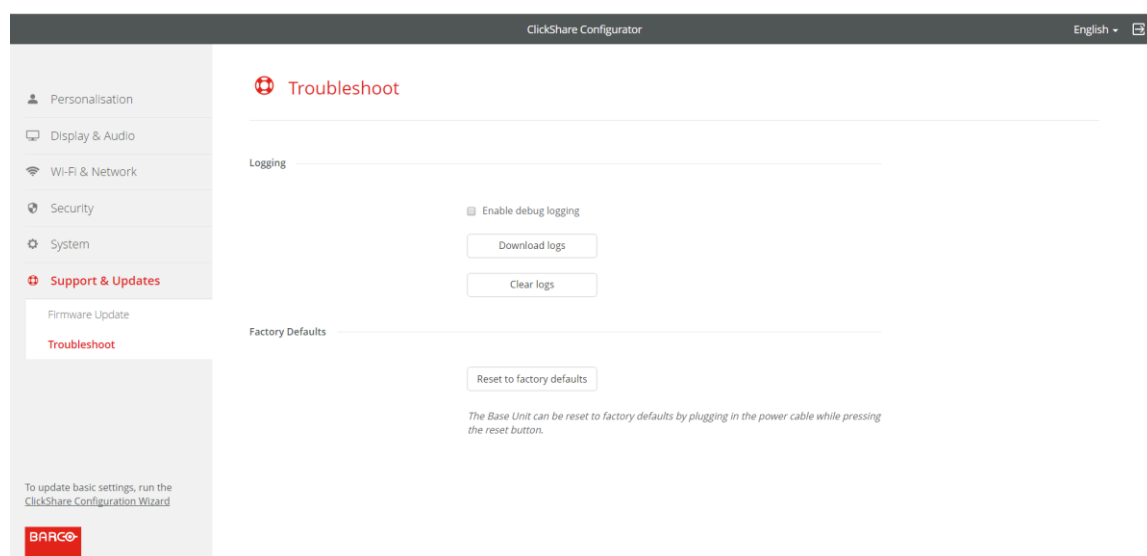 ClickShare Configurator
English
Personalisation
Display & Audio
Wi-Fi & Network
Security
System
Support & Updates
Firmware Update
Troubleshoot
To update basic settings, run the
ClickShare Configuration Wizard
BARCO
Troubleshoot
Logging
Enable debug logging
Download logs
Clear logs
Factory Defaults
Reset to factory defaults
The Base Unit can be reset to factory defaults by plugging in the power cable while pressing
the reset button.